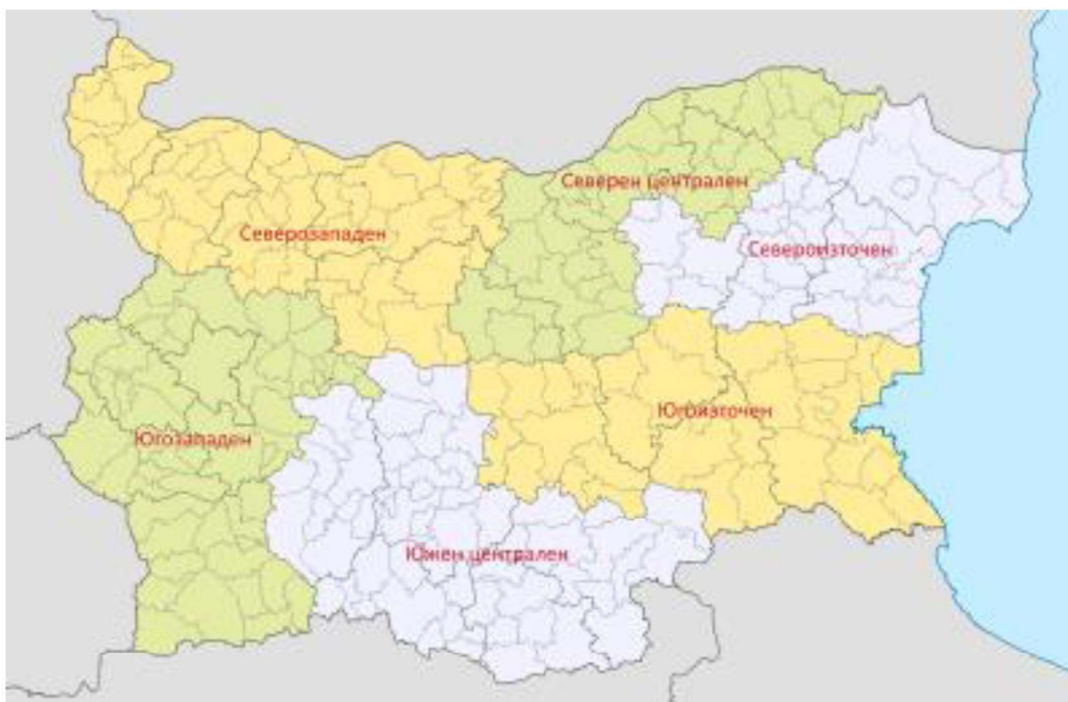 Северен централен
Северозападен
Североизточен
Югоизточен
Югозападен
Южен централен